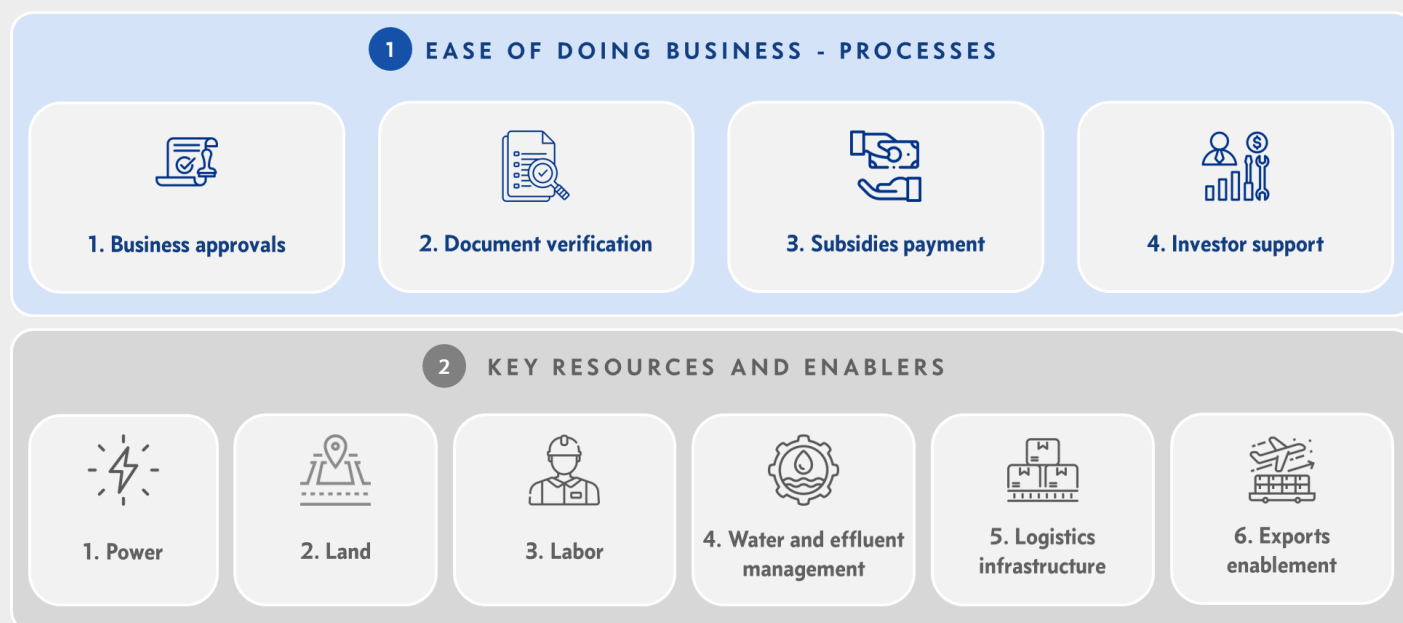 1 EASE OF DOING BUSINESS - PROCESSES
1. Business approvals
2. Document verification
3. Subsidies payment
4. Investor support
2 KEY RESOURCES AND ENABLERS
1. Power
2. Land
3. Labor
4. Water and effluent
management
5. Logistics
infrastructure
6. Exports
enablement